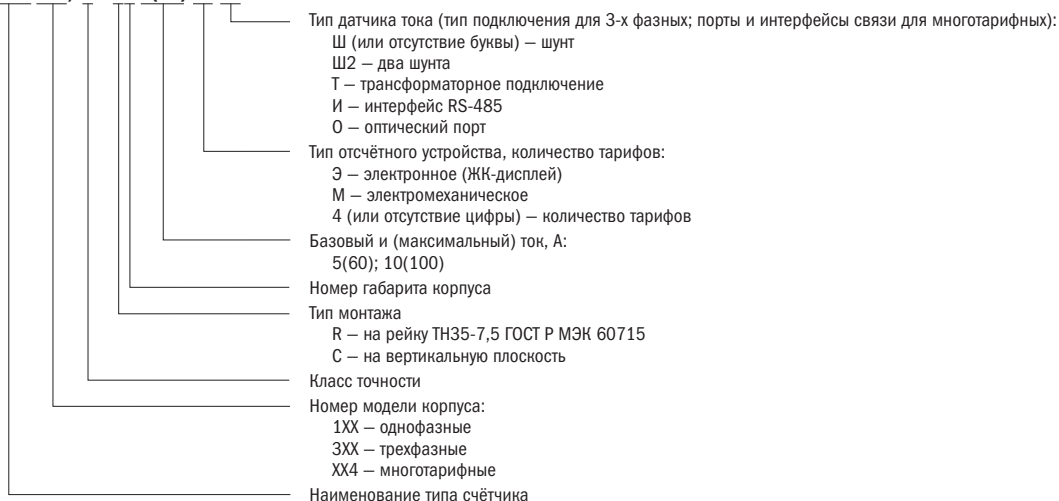 Тип датчика тока (тип подключения для 3-х фазных; порты и интерфейсы связи для многотарифных):
Ш (или отсутствие буквы) — шунт
Ш2 — два шунта
Т — трансформаторное подключение
И — интерфейс RS-485
О — оптический порт
Тип отсчётного устройства, количество тарифов:
Э — электронное (ЖК-дисплей)
М — электромеханическое
4 (или отсутствие цифры) — количество тарифов
Базовый и (максимальный) ток, А:
5(60); 10(100)
Номер габарита корпуса
Тип монтажа
R — на рейку ТН35-7,5 ГОСТ Р МЭК 60715
С — на вертикальную плоскость
Класс точности
Номер модели корпуса:
1ХХ — однофазные
3ХХ — трехфазные
ХХ4 — многотарифные
Наименование типа счётчика